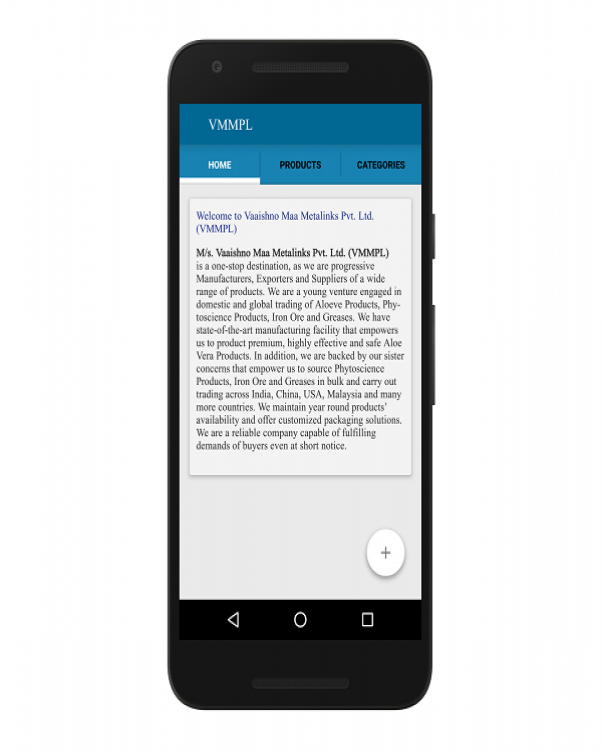 VMMPL
HOME PRODUCTS CATEGORIES
Welcome to Vaaishno Maa Metalinks Pvt. Ltd.
(VMMPL)
M/s. Vaaishno Maa Metalinks Pvt. Ltd. (VMMPL)
is a one-stop destination, as we are progressive
Manufacturers, Exporters and Suppliers of a wide
range of products. We are a young venture engaged in
domestic and global trading of Aloeve Products, Phy-
toscience Products, Iron Ore and Greases. We have
state-of-the-art manufacturing facility that empowers
us to product premium, highly effective and safe Aloe
Vera Products. In addition, we are backed by our sister
concerns that empower us to source Phytoscience
Products, Iron Ore and Greases in bulk and carry out
trading across India, China, USA, Malaysia and many
more countries. We maintain year round products'
availability and offer customized packaging solutions.
We are a reliable company capable of fulfilling
demands of buyers even at short notice.
+